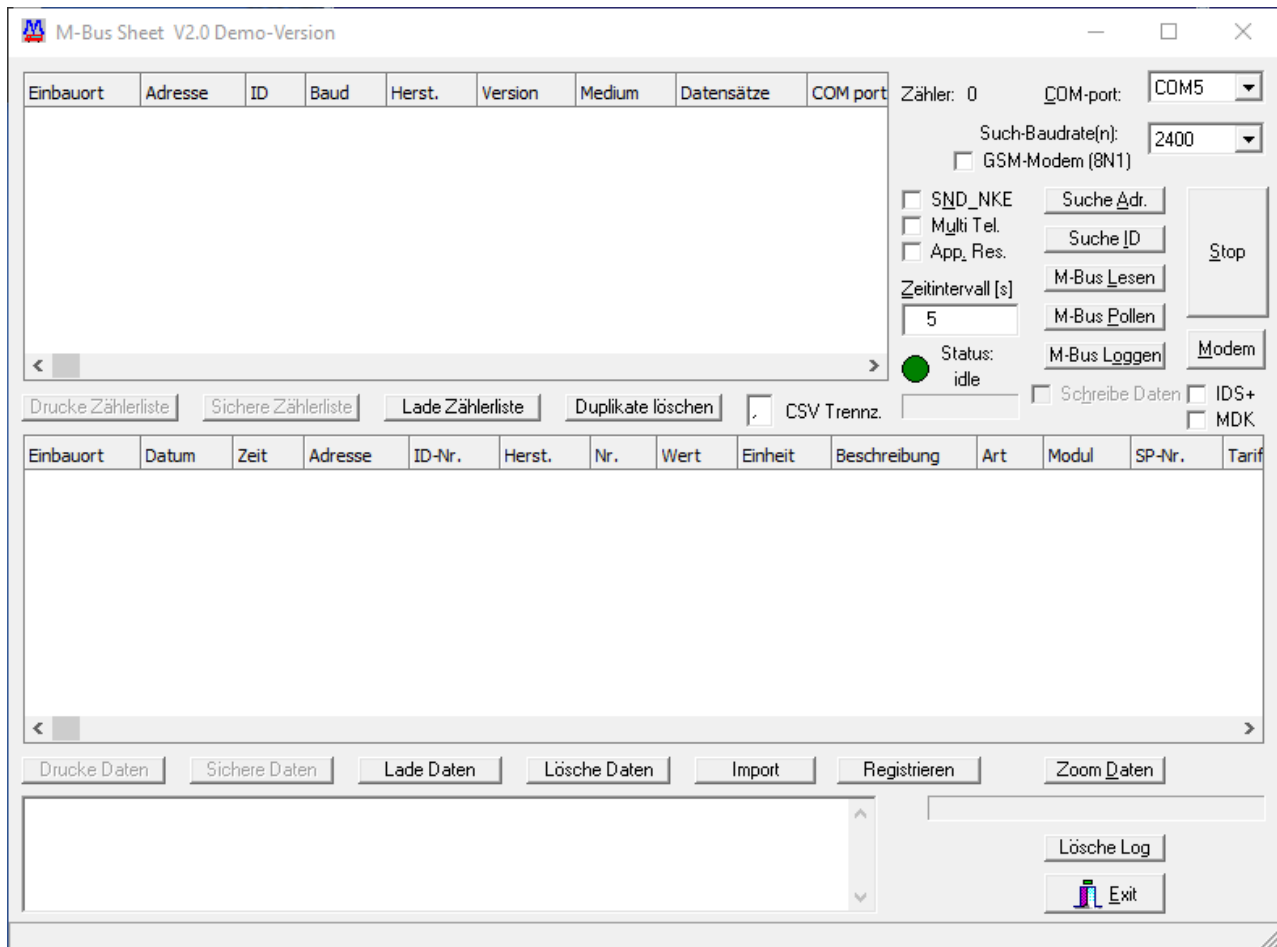 M-Bus Sheet V2.0 Demo-Version
Einbauort Adresse ID Baud Herst. Version Medium Datensätze COM port
Zähler: 0 COM-port: COM5
Such-Baudrate(n): 2400
GSM-Modem (8N1)
SND_NKE Suche Adr.
Multi Tel.
Suche ID
App. Res.
Stop
M-Bus Lesen
Zeitintervall [s]
5 M-Bus Pollen
Status: M-Bus Loggen Modem
idle
Drucke Zählerliste Sichere Zählerliste Lade Zählerliste Duplikate löschen , CSV Trennz. Schreibe Daten IDS+
MDK
Einbauort Datum Zeit Adresse ID-Nr. Herst. Nr. Wert Einheit Beschreibung Art Modul SP-Nr. Tarif
Drucke Daten Sichere Daten Lade Daten Lösche Daten Import Registrieren Zoom Daten
Lösche Log
Exit